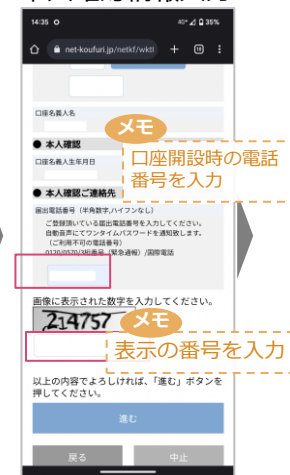 14:35
35%
net-koufuri.jp/netkf/wkt
口座名義人名
メモ
● 本人確認
口座名義人生年月日
口座開設時の電話
番号を入力
● 本人確認ご連絡先
届出電話番号（半角数字,ハイフンなし）
ご登録頂いている届出電話番号を入力してください。
自動音声にてワンタイムパスワードを通知致します。
（ご利用不可の電話番号）
0120/0570/3桁番号（緊急通報）/国際電話
画像に表示された数字を入力してください。
214757
メモ
表示の番号を入力
以上の内容でよろしければ、「進む」ボタンを
押してください。
進む
戻る 中止